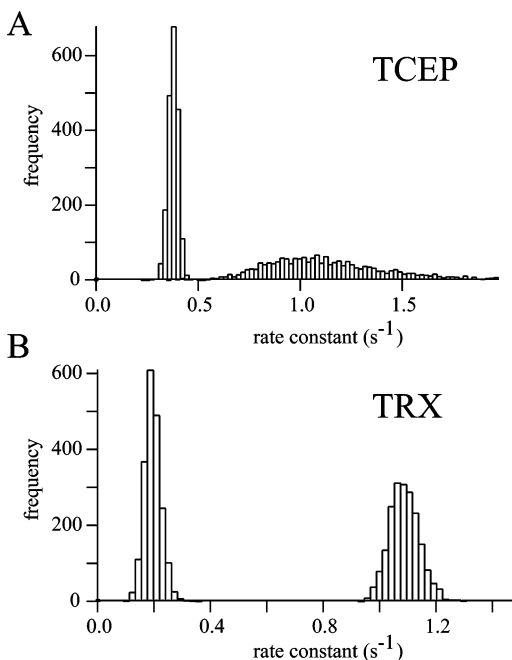 A
TCEP
frequency
600
400
200
0
0.0 0.5 1.0 1.5
rate constant (s-1)
B
TRX
frequency
600
400
200
0
0.0 0.4 0.8 1.2
rate constant (s-1)